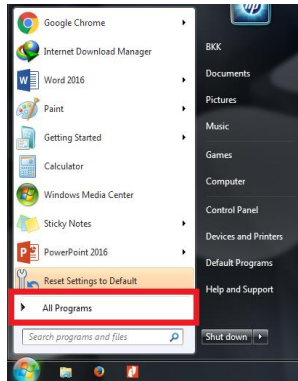 Google Chrome
Internet Download Manager
Word 2016
Paint
Getting Started
Calculator
Windows Media Center
Sticky Notes
PowerPoint 2016
Reset Settings to Default
All Programs
Search programs and files
hp
BKK
Documents
Pictures
Music
Games
Computer
Control Panel
Devices and Printers
Default Programs
Help and Support
Shut down